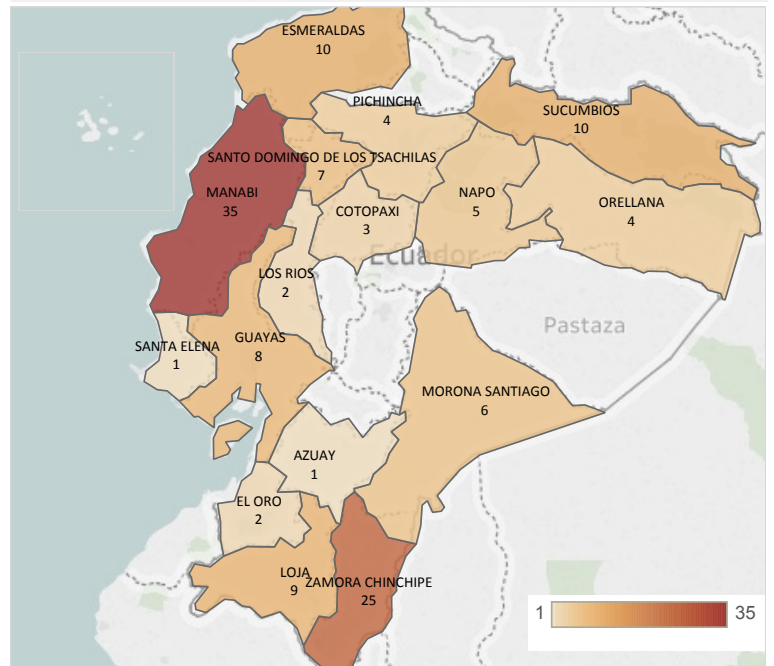 ESMERALDAS
10
PICHINCHA
4
SUCUMBIOS
10
SANTO DOMINGO DE LOS TSACHILAS
7
MANABI
35
COTOPAXI
3
NAPO
5
ORELLANA
4
Ecuador
LOS RIOS
2
Pastaza
SANTA ELENA
1
GUAYAS
8
MORONA SANTIAGO
6
AZUAY
1
EL ORO
2
LOJA
9
ZAMORA CHINCHIPE
25
1 35